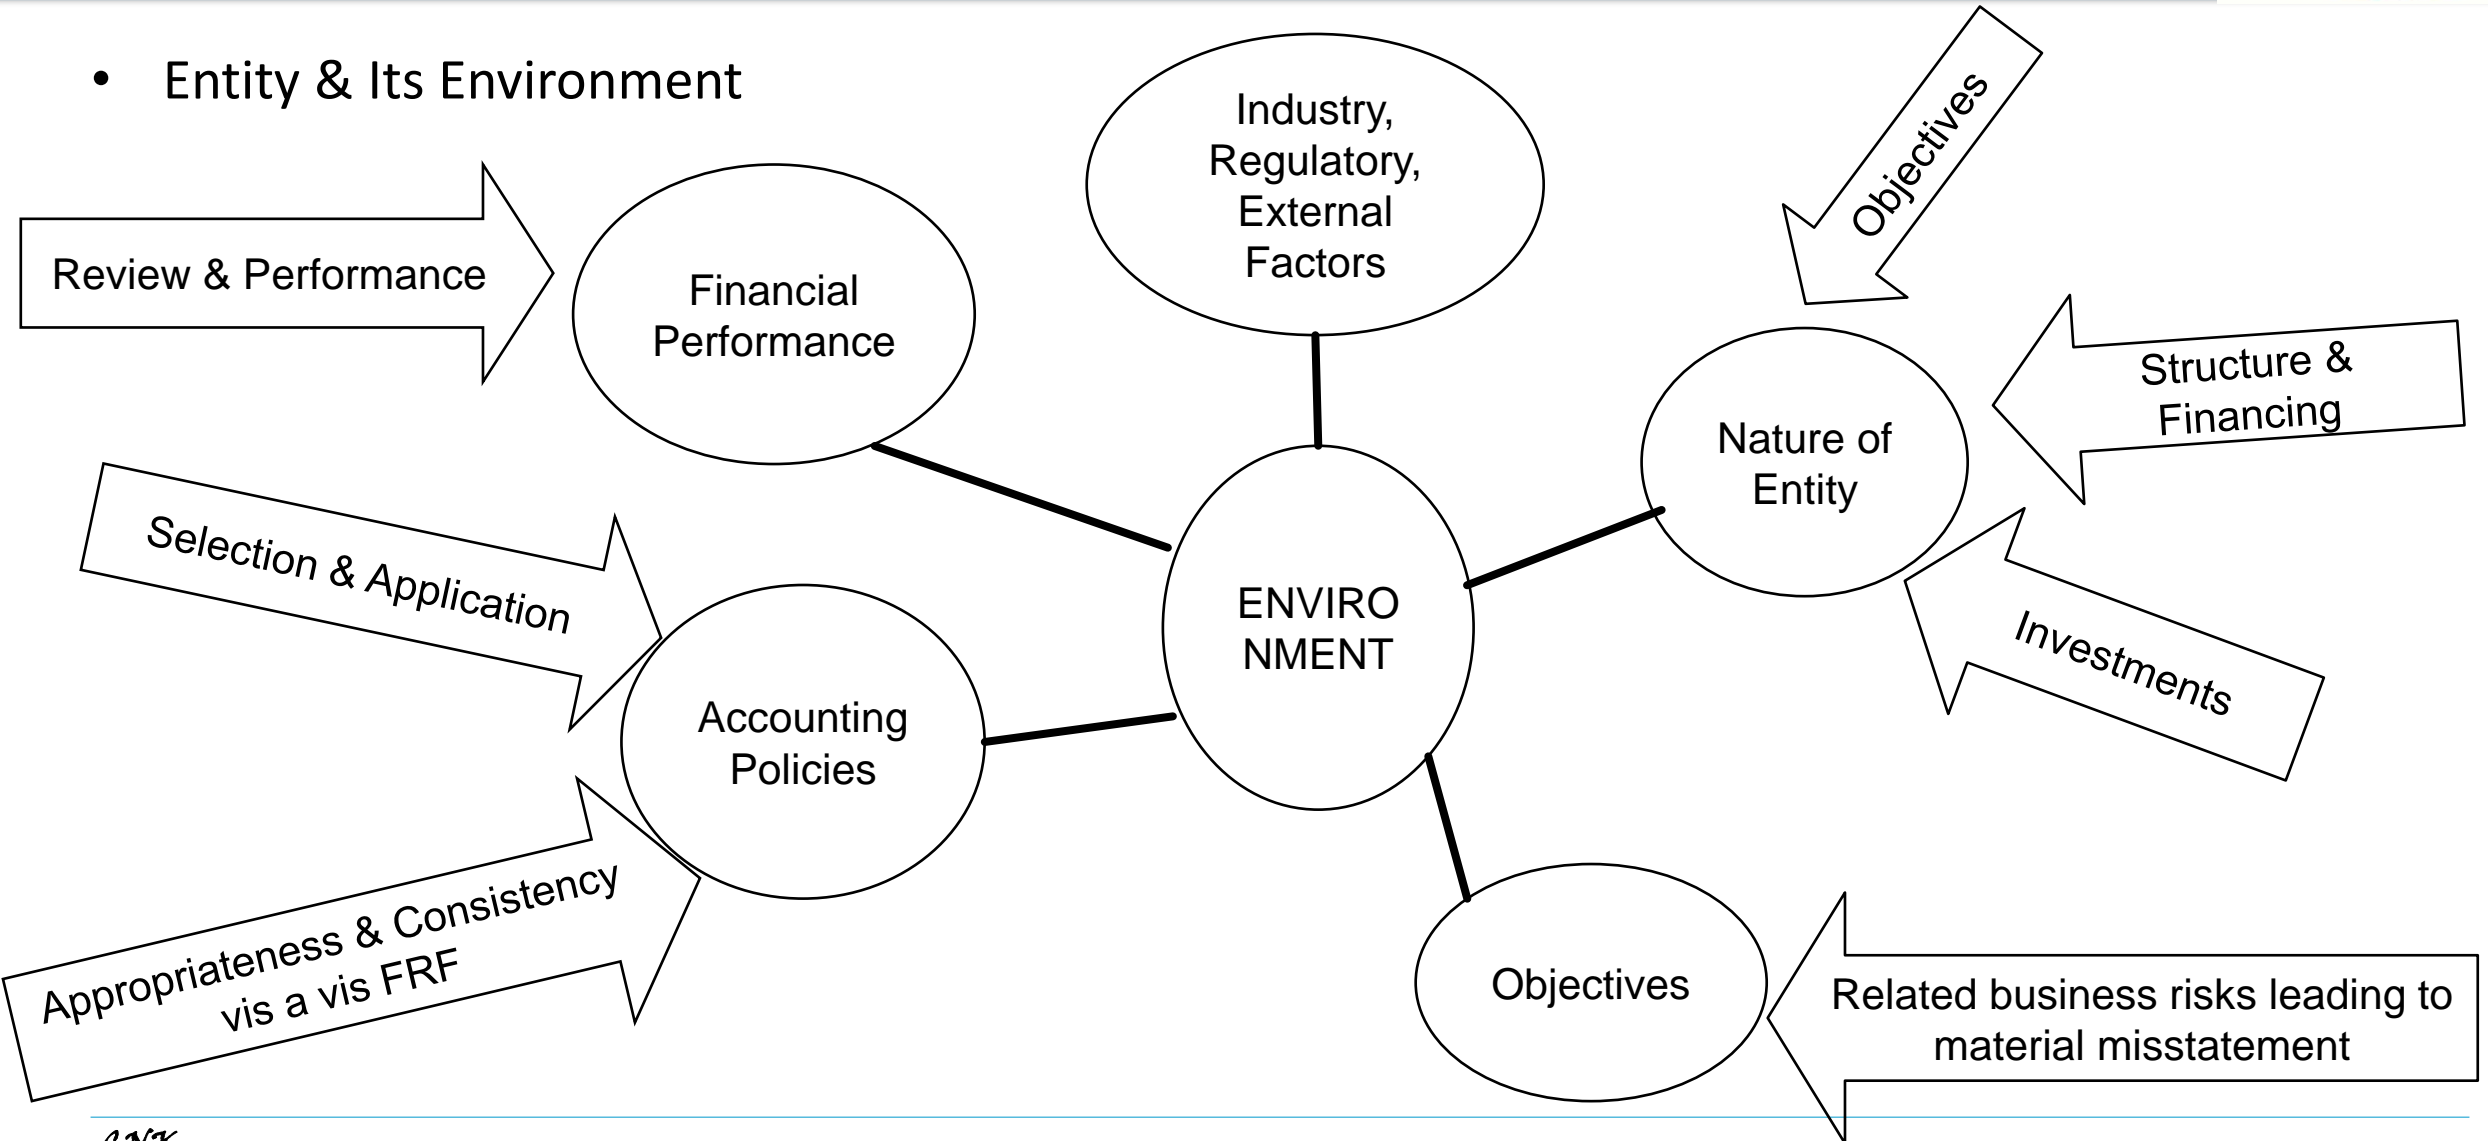 • Entity & Its Environment
Industry,
Regulatory,
External
Factors
Objectives
Review & Performance
Financial
Performance
Structure &
Financing
Nature of
Entity
Selection & Application
ENVIRO
NMENT
Investments
Accounting
Policies
Appropriateness & Consistency
vis a vis FRF
Objectives
Related business risks leading to
material misstatement
CNK